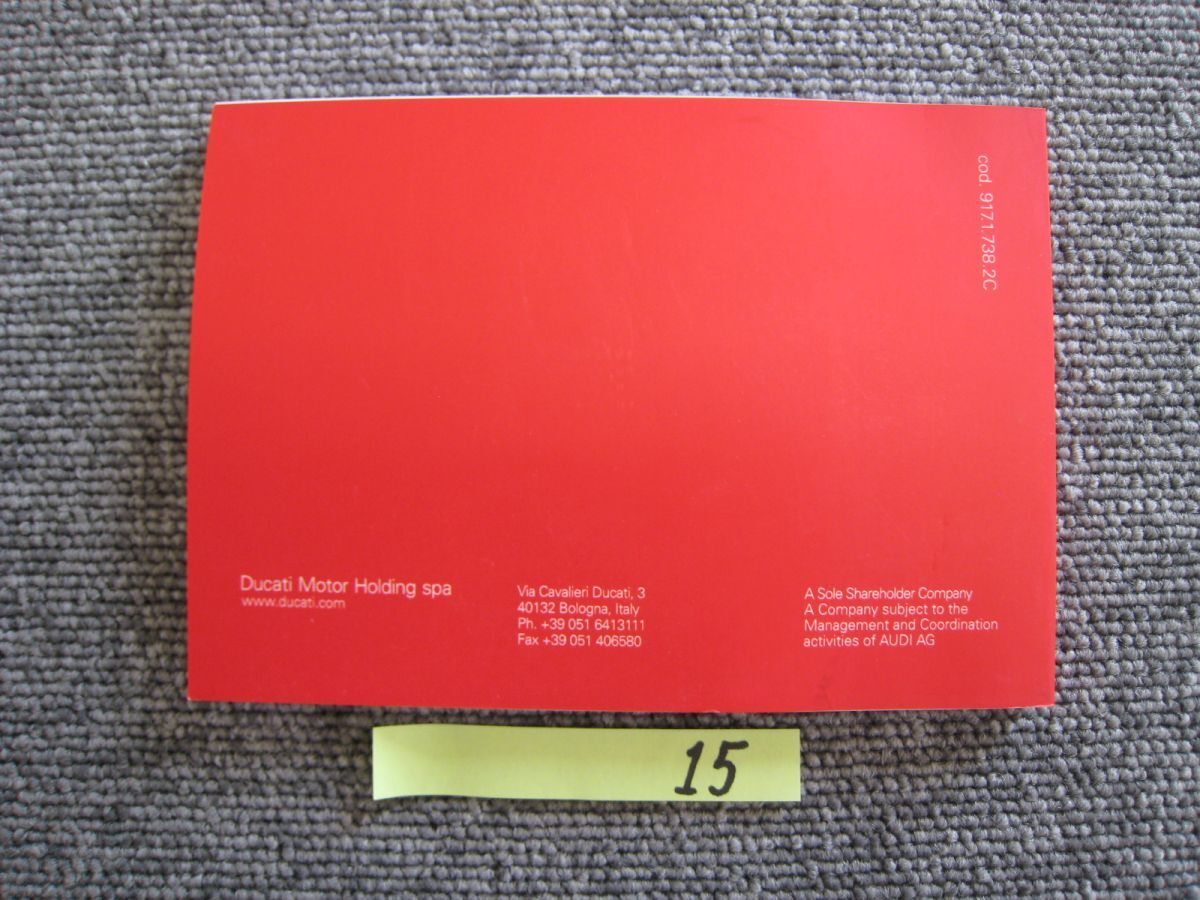 cod. 9171.738.2C
Ducati Motor Holding spa
www.ducati.com
Via Cavalieri Ducati, 3
40132 Bologna, Italy
Ph. +39 051 6413111
Fax +39 051 406580
A Sole Shareholder Company
A Company subject to the
Management and Coordination
activities of AUDI AG
15